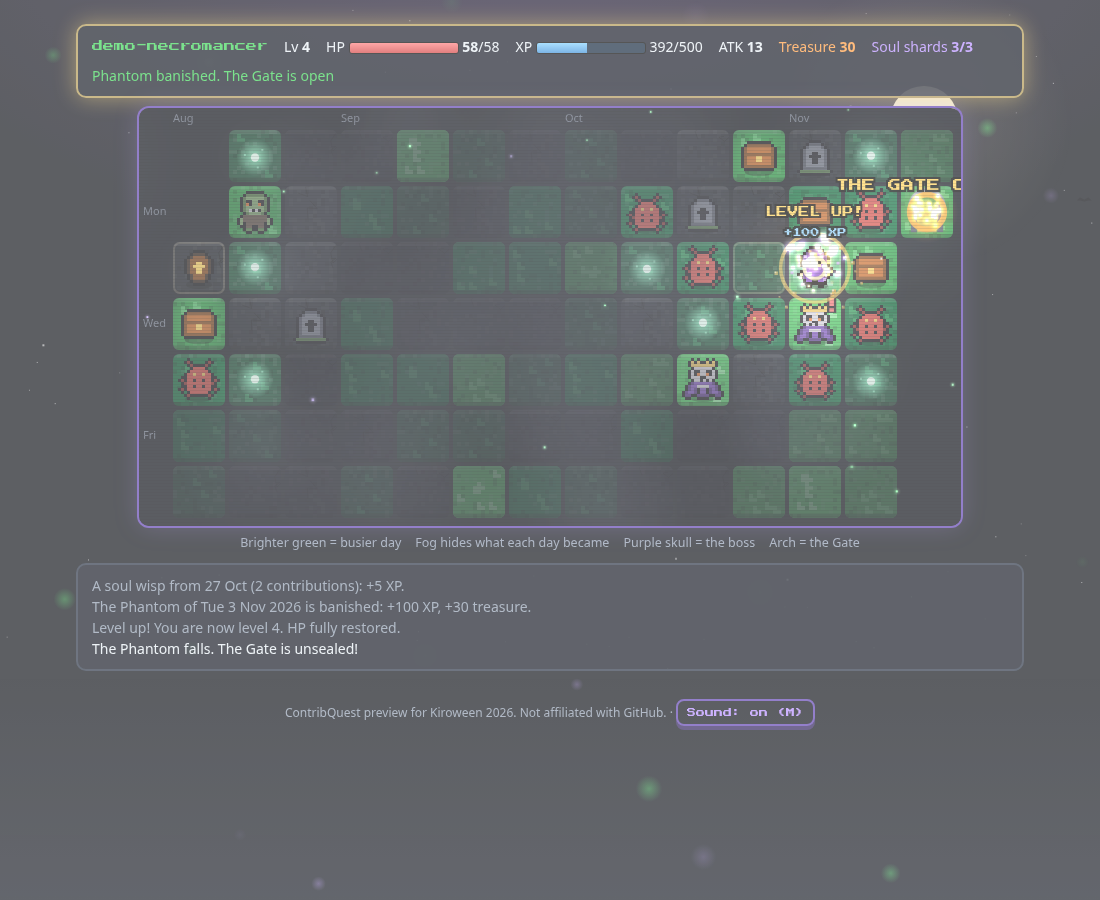 demo-necromancer Lv 4 HP 58/58 XP 392/500 ATK 13 Treasure 30 Soul shards 3/3
Phantom banished. The Gate is open
Aug Sep Oct Nov
THE GATE
Mon
LEVEL UP!
+100 XP
Wed
Fri
Brighter green = busier day Fog hides what each day became Purple skull = the boss Arch = the Gate
A soul wisp from 27 Oct (2 contributions): +5 XP.
The Phantom of Tue 3 Nov 2026 is banished: +100 XP, +30 treasure.
Level up! You are now level 4. HP fully restored.
The Phantom falls. The Gate is unsealed!
ContribQuest preview for Kiroween 2026. Not affiliated with GitHub. · Sound: on (M)